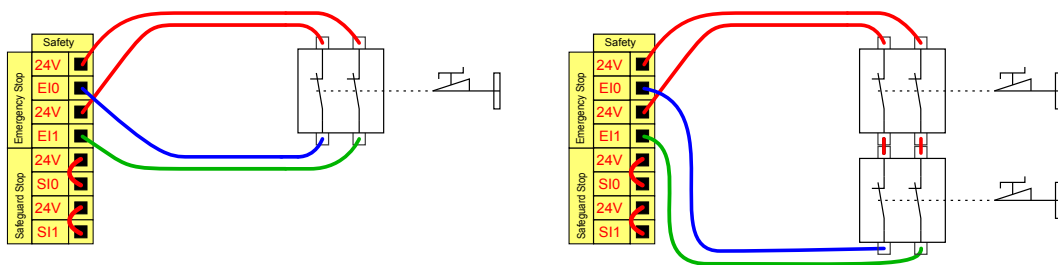 Safety
Emergency Stop
24V
EI0
24V
EI1
Safeguard Stop
24V
SI0
24V
SI1
Safety
Emergency Stop
24V
EI0
24V
EI1
Safeguard Stop
24V
SI0
24V
SI1